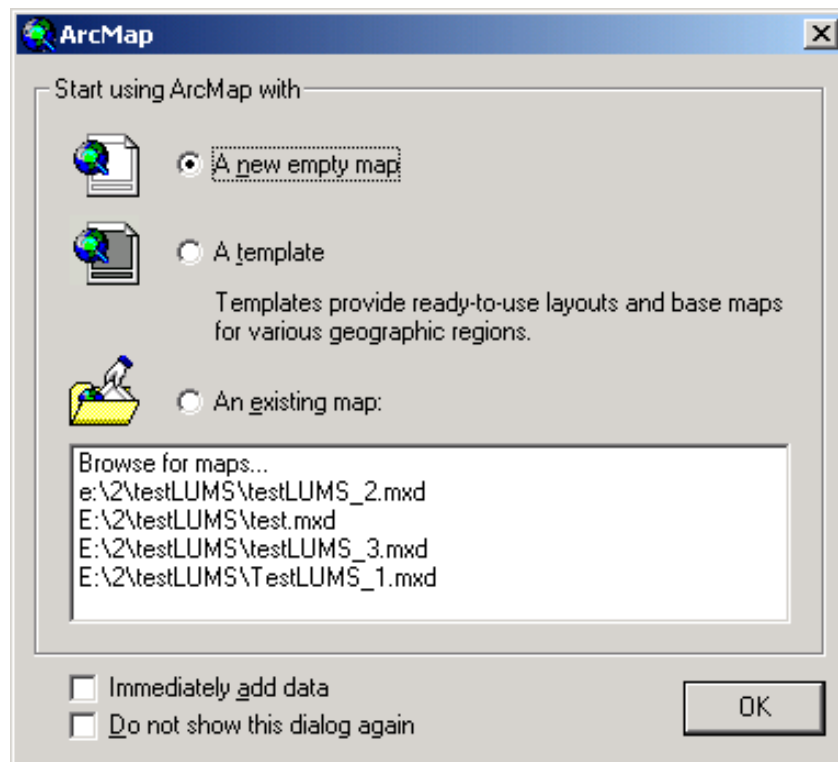 ArcMap
Start using ArcMap with
A new empty map
A template
Templates provide ready-to-use layouts and base maps
for various geographic regions.
An existing map:
Browse for maps...
e:\2\testLUMS\testLUMS_2.mxd
E:\2\testLUMS\test.mxd
E:\2\testLUMS\testLUMS_3.mxd
E:\2\testLUMS\TestLUMS_1.mxd
Immediately add data
Do not show this dialog again
OK